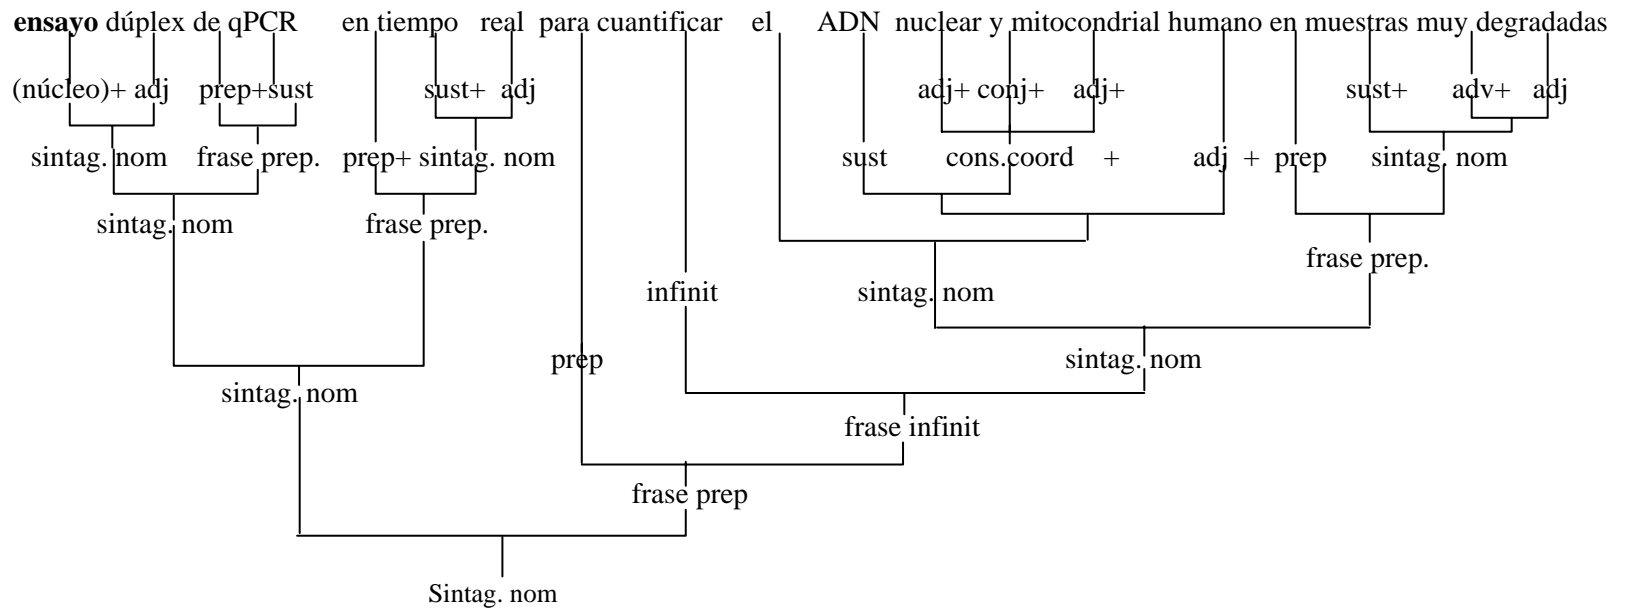 ensayo dúplex de qPCR en tiempo real para cuantificar el ADN nuclear y mitocondrial humano en muestras muy degradadas
(núcleo)+ adj prep+sust sust+ adj adj+ conj+ adj+ sust+ adv+ adj
sintag. nom frase prep. prep+ sintag. nom sust cons.coord + adj + prep sintag. nom
sintag. nom frase prep.
frase prep.
infinit sintag. nom
prep sintag. nom
sintag. nom
frase infinit
frase prep
Sintag. nom